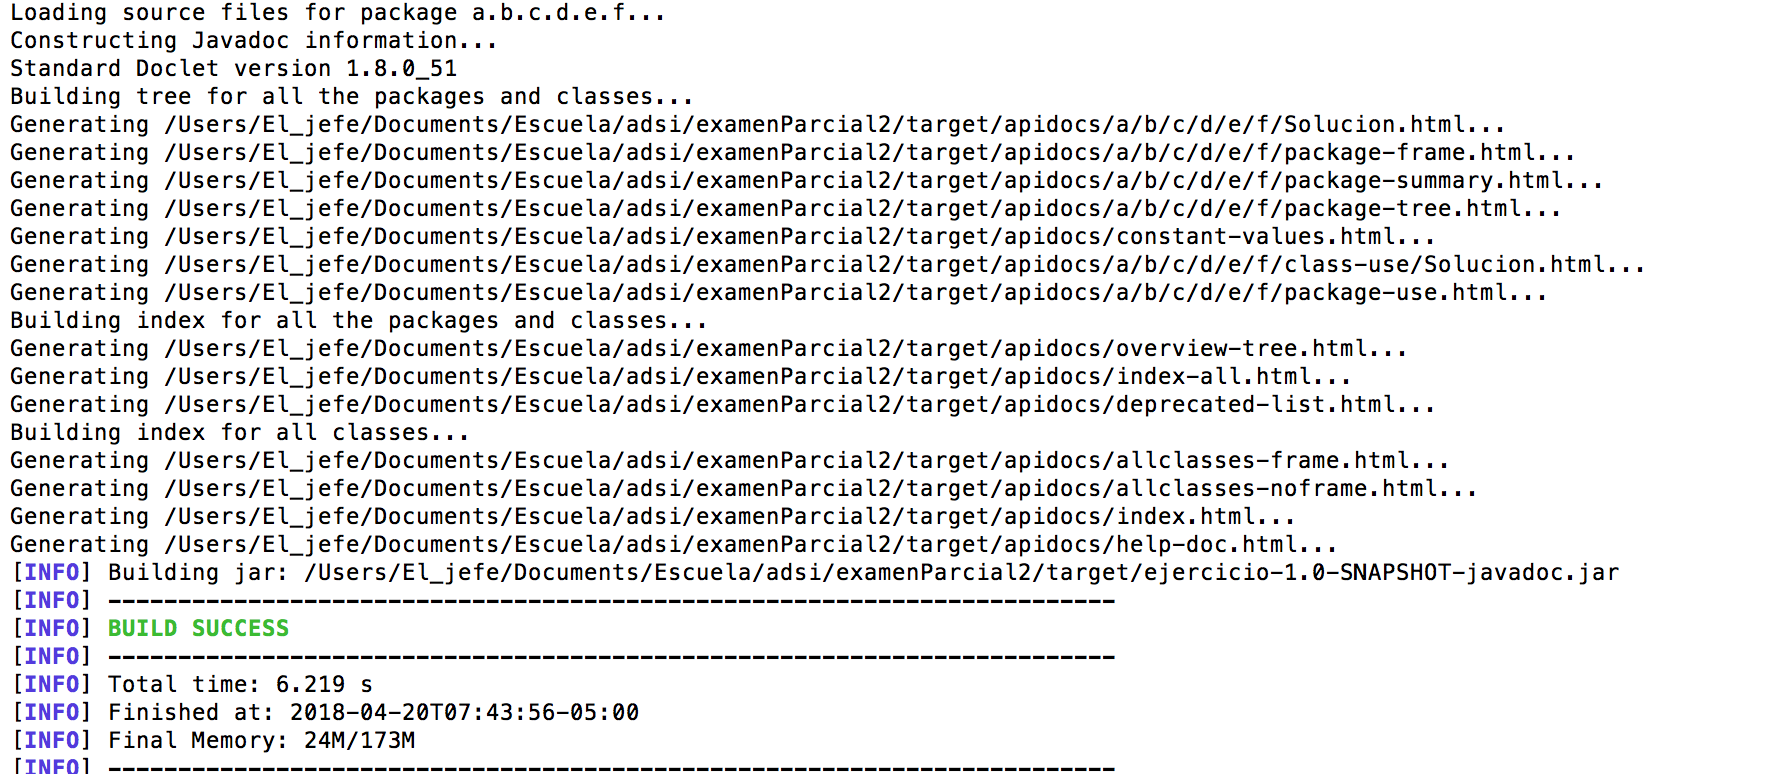 Loading source files for package a.b.c.d.e.f...
Constructing Javadoc information...
Standard Doclet version 1.8.0_51
Building tree for all the packages and classes...
Generating /Users/El_jefe/Documents/Escuela/adsi/examenParcial2/target/apidocs/a/b/c/d/e/f/Solucion.html...
Generating /Users/El_jefe/Documents/Escuela/adsi/examenParcial2/target/apidocs/a/b/c/d/e/f/package-frame.html...
Generating /Users/El_jefe/Documents/Escuela/adsi/examenParcial2/target/apidocs/a/b/c/d/e/f/package-summary.html...
Generating /Users/El_jefe/Documents/Escuela/adsi/examenParcial2/target/apidocs/a/b/c/d/e/f/package-tree.html...
Generating /Users/El_jefe/Documents/Escuela/adsi/examenParcial2/target/apidocs/constant-values.html...
Generating /Users/El_jefe/Documents/Escuela/adsi/examenParcial2/target/apidocs/a/b/c/d/e/f/class-use/Solucion.html...
Generating /Users/El_jefe/Documents/Escuela/adsi/examenParcial2/target/apidocs/a/b/c/d/e/f/package-use.html...
Building index for all the packages and classes...
Generating /Users/El_jefe/Documents/Escuela/adsi/examenParcial2/target/apidocs/overview-tree.html...
Generating /Users/El_jefe/Documents/Escuela/adsi/examenParcial2/target/apidocs/index-all.html...
Generating /Users/El_jefe/Documents/Escuela/adsi/examenParcial2/target/apidocs/deprecated-list.html...
Building index for all classes...
Generating /Users/El_jefe/Documents/Escuela/adsi/examenParcial2/target/apidocs/allclasses-frame.html...
Generating /Users/El_jefe/Documents/Escuela/adsi/examenParcial2/target/apidocs/allclasses-noframe.html...
Generating /Users/El_jefe/Documents/Escuela/adsi/examenParcial2/target/apidocs/index.html...
Generating /Users/El_jefe/Documents/Escuela/adsi/examenParcial2/target/apidocs/help-doc.html...
[INFO] Building jar: /Users/El_jefe/Documents/Escuela/adsi/examenParcial2/target/ejercicio-1.0-SNAPSHOT-javadoc.jar
[INFO] ------------------------------------------------------------------------
[INFO] BUILD SUCCESS
[INFO] ------------------------------------------------------------------------
[INFO] Total time: 6.219 s
[INFO] Finished at: 2018-04-20T07:43:56-05:00
[INFO] Final Memory: 24M/173M
[INFO] ------------------------------------------------------------------------